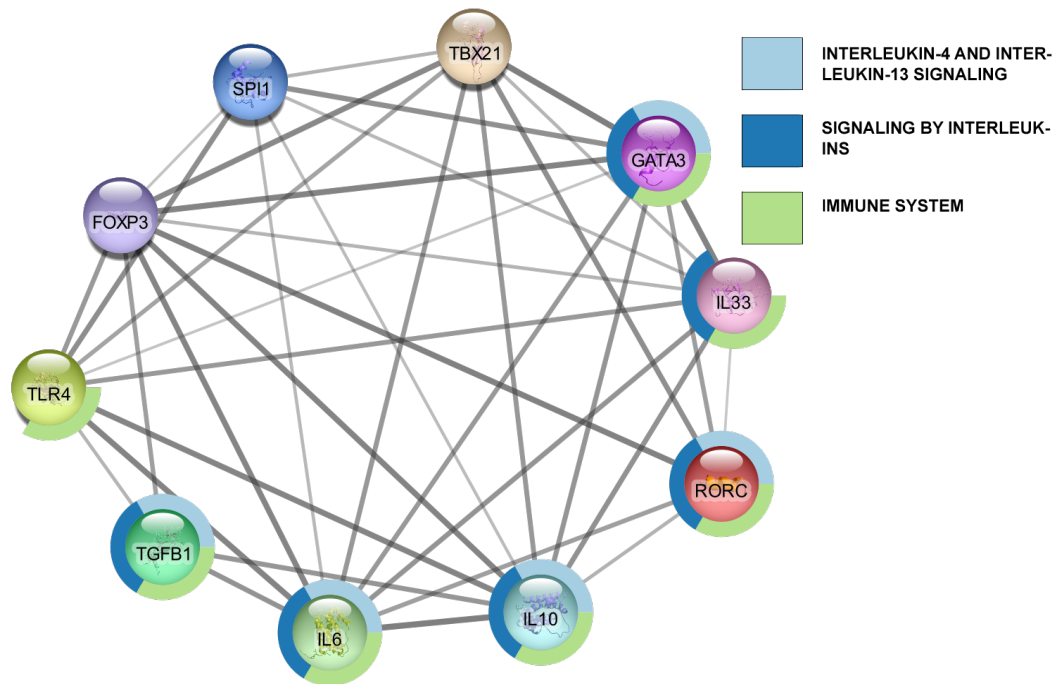 TBX21
SPI1
GATA3
FOXP3
IL33
TLR4
RORC
TGFB1
IL10
IL6
INTERLEUKIN-4 AND INTER-
LEUKIN-13 SIGNALING
SIGNALING BY INTERLEUK-
INS
IMMUNE SYSTEM